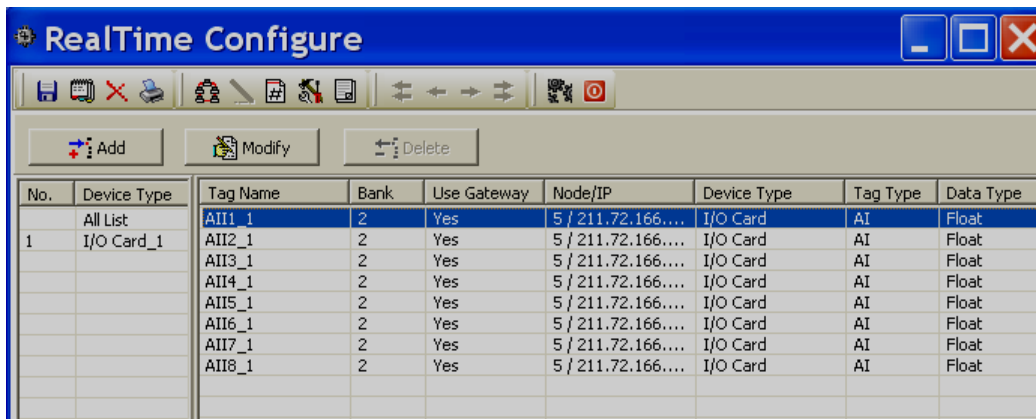 RealTime Configure
Add Modify Delete
No. Device Type Tag Name Bank Use Gateway Node/IP Device Type Tag Type Data Type
All List AII1_1 2 Yes 5 / 211.72.166.... I/O Card AI Float
1 I/O Card_1 AII2_1 2 Yes 5 / 211.72.166.... I/O Card AI Float
AII3_1 2 Yes 5 / 211.72.166.... I/O Card AI Float
AII4_1 2 Yes 5 / 211.72.166.... I/O Card AI Float
AII5_1 2 Yes 5 / 211.72.166.... I/O Card AI Float
AII6_1 2 Yes 5 / 211.72.166.... I/O Card AI Float
AII7_1 2 Yes 5 / 211.72.166.... I/O Card AI Float
AII8_1 2 Yes 5 / 211.72.166.... I/O Card AI Float